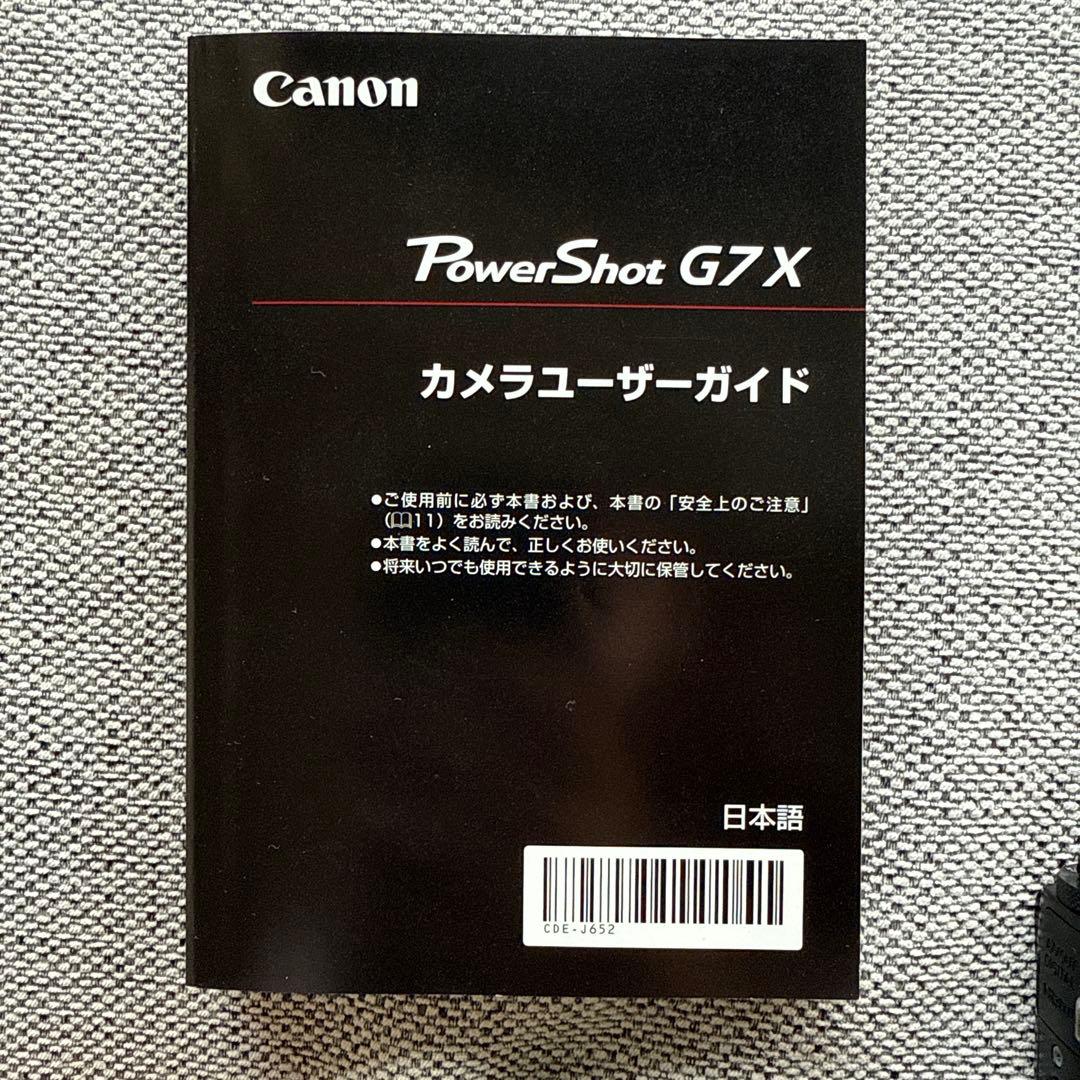 Canon
PowerShot G7 X
カメラユーザーガイド
●ご使用前に必ず本書および、本書の「安全上のご注意」
（📖11）をお読みください。
●本書をよく読んで、正しくお使いください。
●将来いつでも使用できるように大切に保管してください。
日本語
CDE-J652
DIGITAL